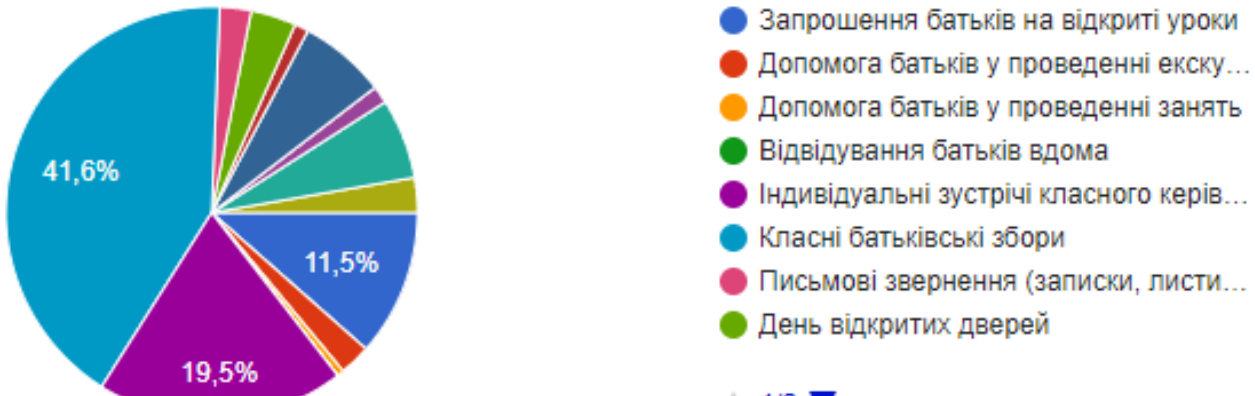 41,6%
11,5%
19,5%
Запрошення батьків на відкриті уроки
Допомога батьків у проведенні екску…
Допомога батьків у проведенні занять
Відвідування батьків вдома
Індивідуальні зустрічі класного керів…
Класні батьківські збори
Письмові звернення (записки, листи…
День відкритих дверей